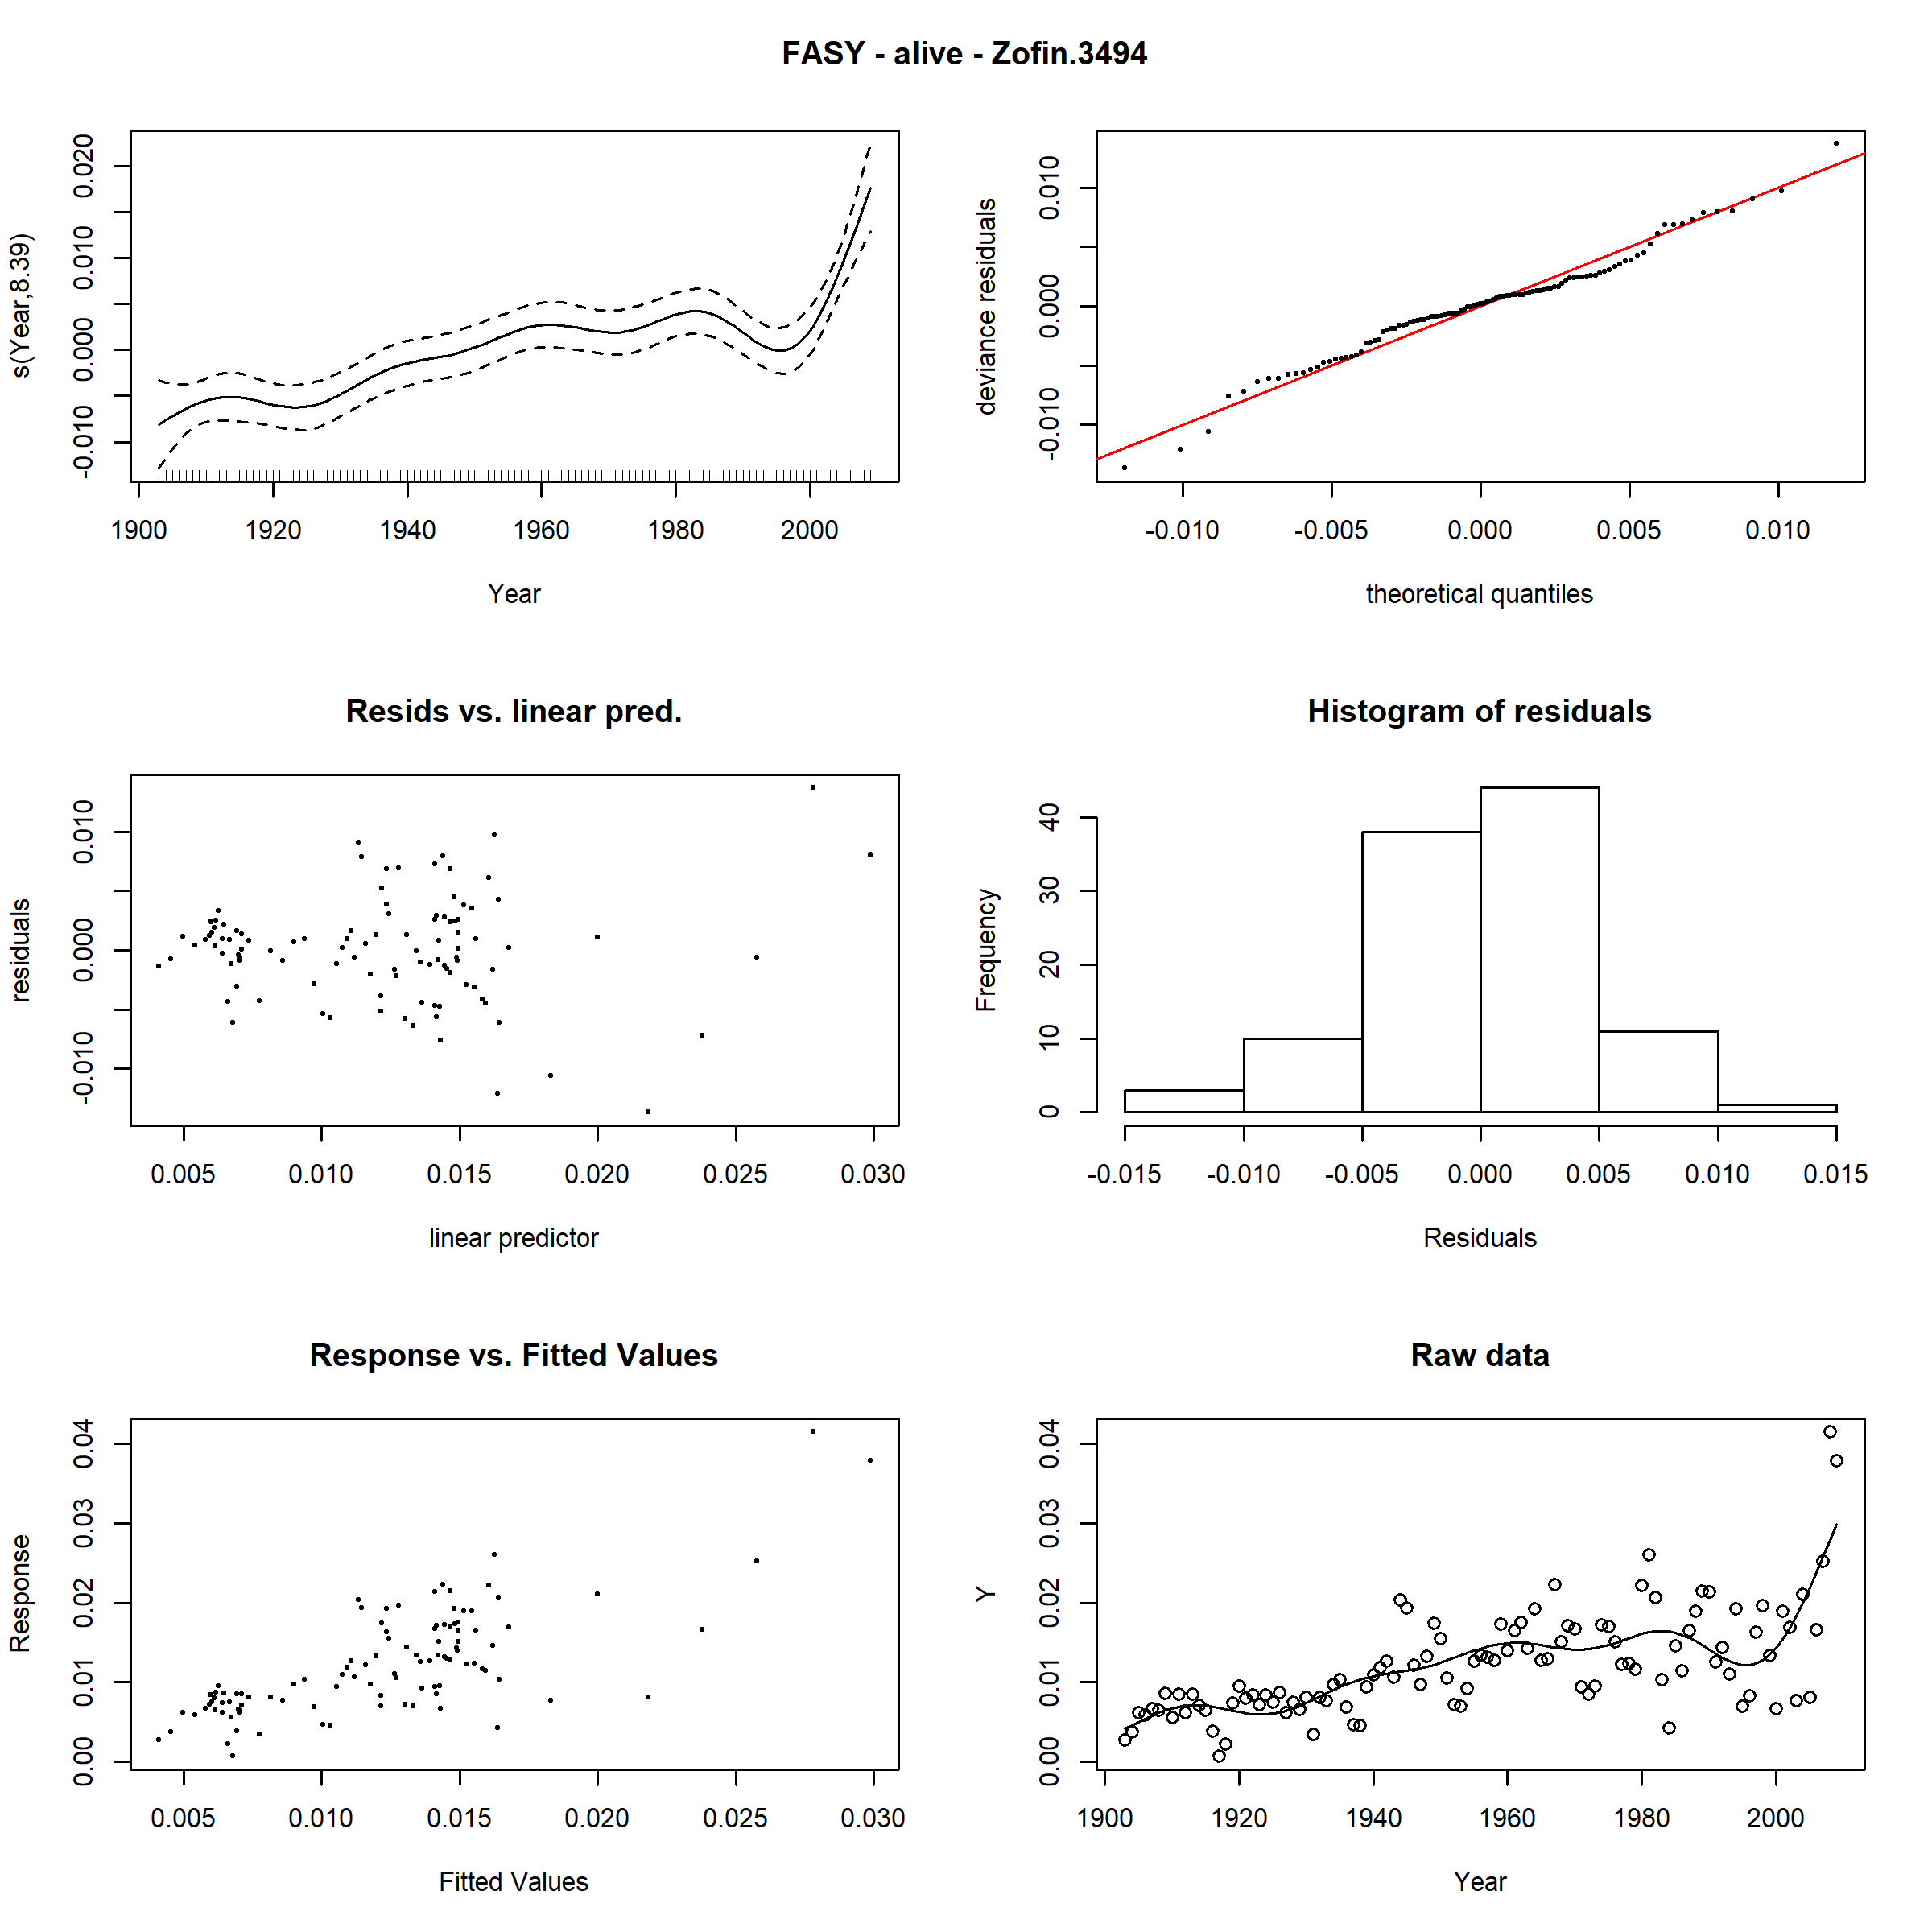 FASY - alive - Zofin.3494
s(Year,8.39)
-0.010 0.000 0.010 0.020
1900 1920 1940 1960 1980 2000
Year
deviance residuals
-0.010 0.000 0.010
-0.010 -0.005 0.000 0.005 0.010
theoretical quantiles
Resids vs. linear pred.
residuals
-0.010 0.000 0.010
0.005 0.010 0.015 0.020 0.025 0.030
linear predictor
Histogram of residuals
Frequency
0 10 20 30 40
-0.015 -0.010 -0.005 0.000 0.005 0.010 0.015
Residuals
Response vs. Fitted Values
Response
0.00 0.01 0.02 0.03 0.04
0.005 0.010 0.015 0.020 0.025 0.030
Fitted Values
Raw data
Y
0.00 0.01 0.02 0.03 0.04
1900 1920 1940 1960 1980 2000
Year